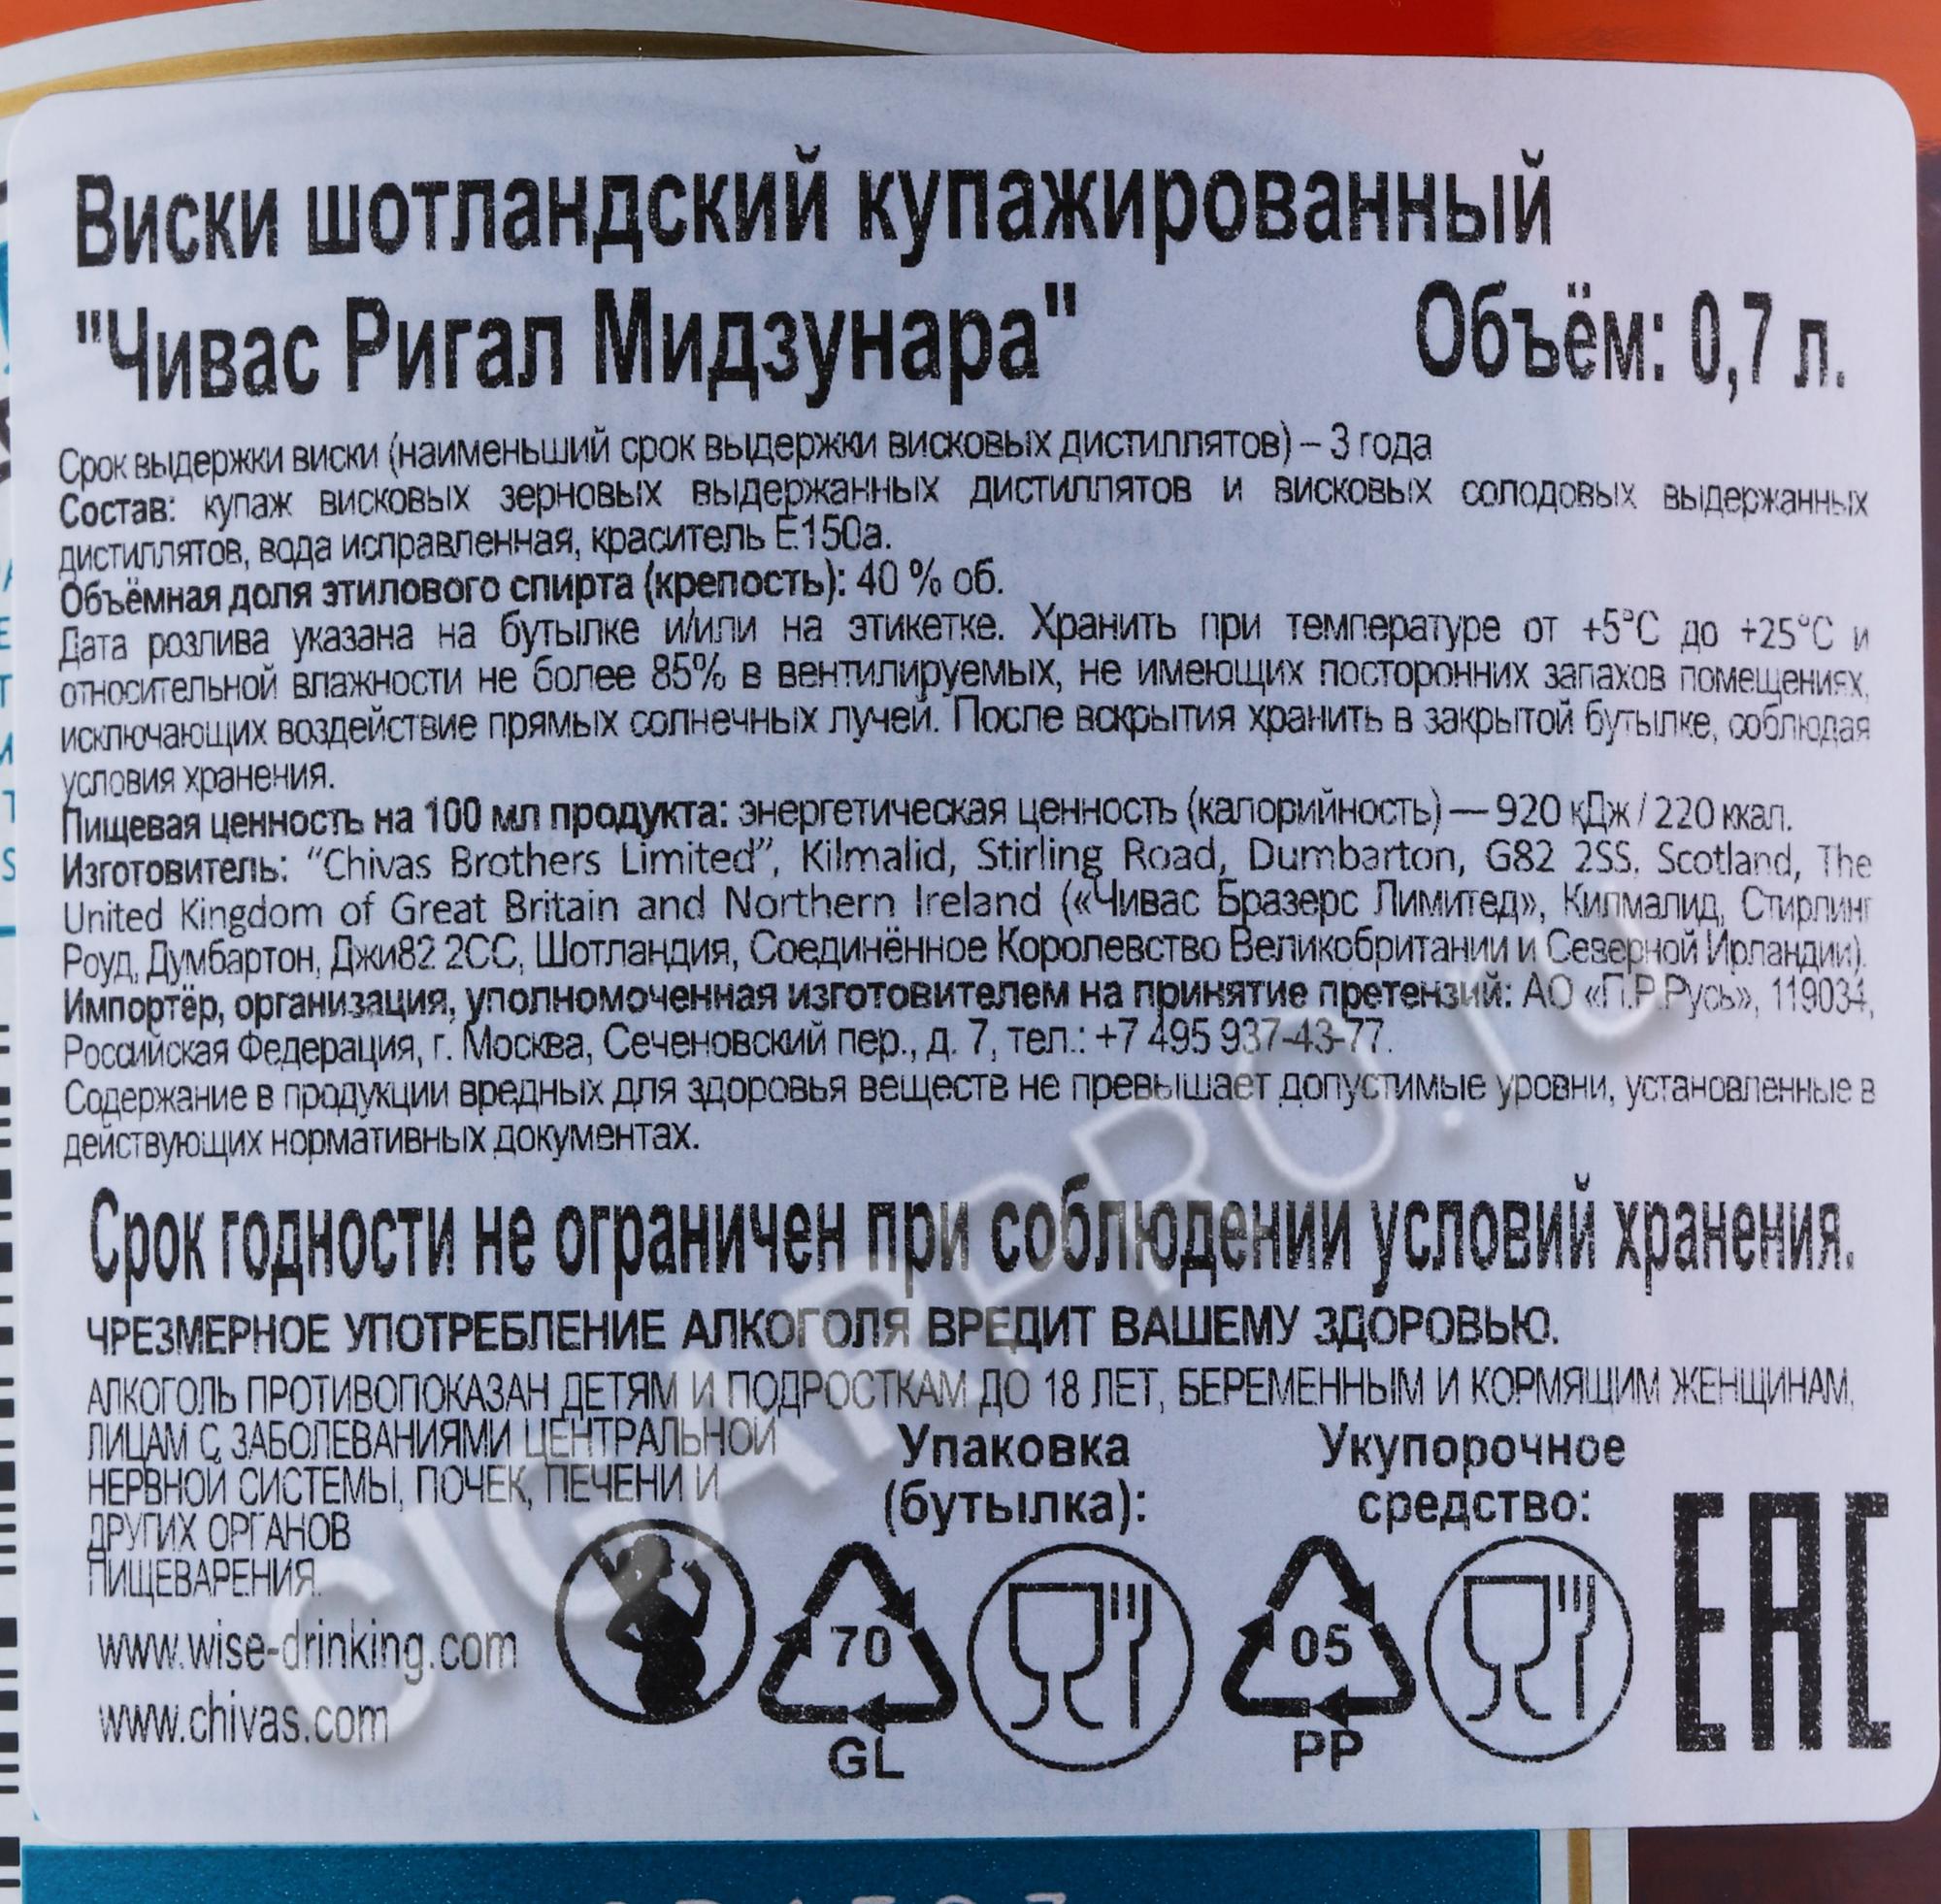 Виски шотландский купажированный
"Чивас Ригал Мидзунара" Объём: 0,7 л.
Срок выдержки виски (наименьший срок выдержки висковых дистиллятов) – 3 года
Состав: купаж висковых зерновых выдержанных дистиллятов и висковых солодовых выдержанных
дистиллятов, вода исправленная, краситель Е150а.
Объёмная доля этилового спирта (крепость): 40 % об.
Дата розлива указана на бутылке и/или на этикетке. Хранить при температуре от +5°С до +25°С и
относительной влажности не более 85% в вентилируемых, не имеющих посторонних запахов помещениях,
исключающих воздействие прямых солнечных лучей. После вскрытия хранить в закрытой бутылке, соблюдая
условия хранения.
Пищевая ценность на 100 мл продукта: энергетическая ценность (калорийность) — 920 кДж / 220 ккал.
Изготовитель: “Chivas Brothers Limited”, Kilmalid, Stirling Road, Dumbarton, G82 2SS, Scotland, The
United Kingdom of Great Britain and Northern Ireland («Чивас Бразерс Лимитед», Килмалид, Стирлинг
Роуд, Думбартон, Джи82 2СС, Шотландия, Соединённое Королевство Великобритании и Северной Ирландии).
Импортёр, организация, уполномоченная изготовителем на принятие претензий: АО «П.Р.Русь», 119034,
Российская Федерация, г. Москва, Сеченовский пер., д. 7, тел.: +7 495 937-43-77.
Содержание в продукции вредных для здоровья веществ не превышает допустимые уровни, установленные в
действующих нормативных документах.
Срок годности не ограничен при соблюдении условий хранения.
ЧРЕЗМЕРНОЕ УПОТРЕБЛЕНИЕ АЛКОГОЛЯ ВРЕДИТ ВАШЕМУ ЗДОРОВЬЮ.
АЛКОГОЛЬ ПРОТИВОПОКАЗАН ДЕТЯМ И ПОДРОСТКАМ ДО 18 ЛЕТ, БЕРЕМЕННЫМ И КОРМЯЩИМ ЖЕНЩИНАМ,
ЛИЦАМ С ЗАБОЛЕВАНИЯМИ ЦЕНТРАЛЬНОЙ
НЕРВНОЙ СИСТЕМЫ, ПОЧЕК, ПЕЧЕНИ И
ДРУГИХ ОРГАНОВ
ПИЩЕВАРЕНИЯ.
www.wise-drinking.com
www.chivas.com
Упаковка
(бутылка):
70
GL
Укупорочное
средство:
05
PP
EAC
CIGARPRO.ru